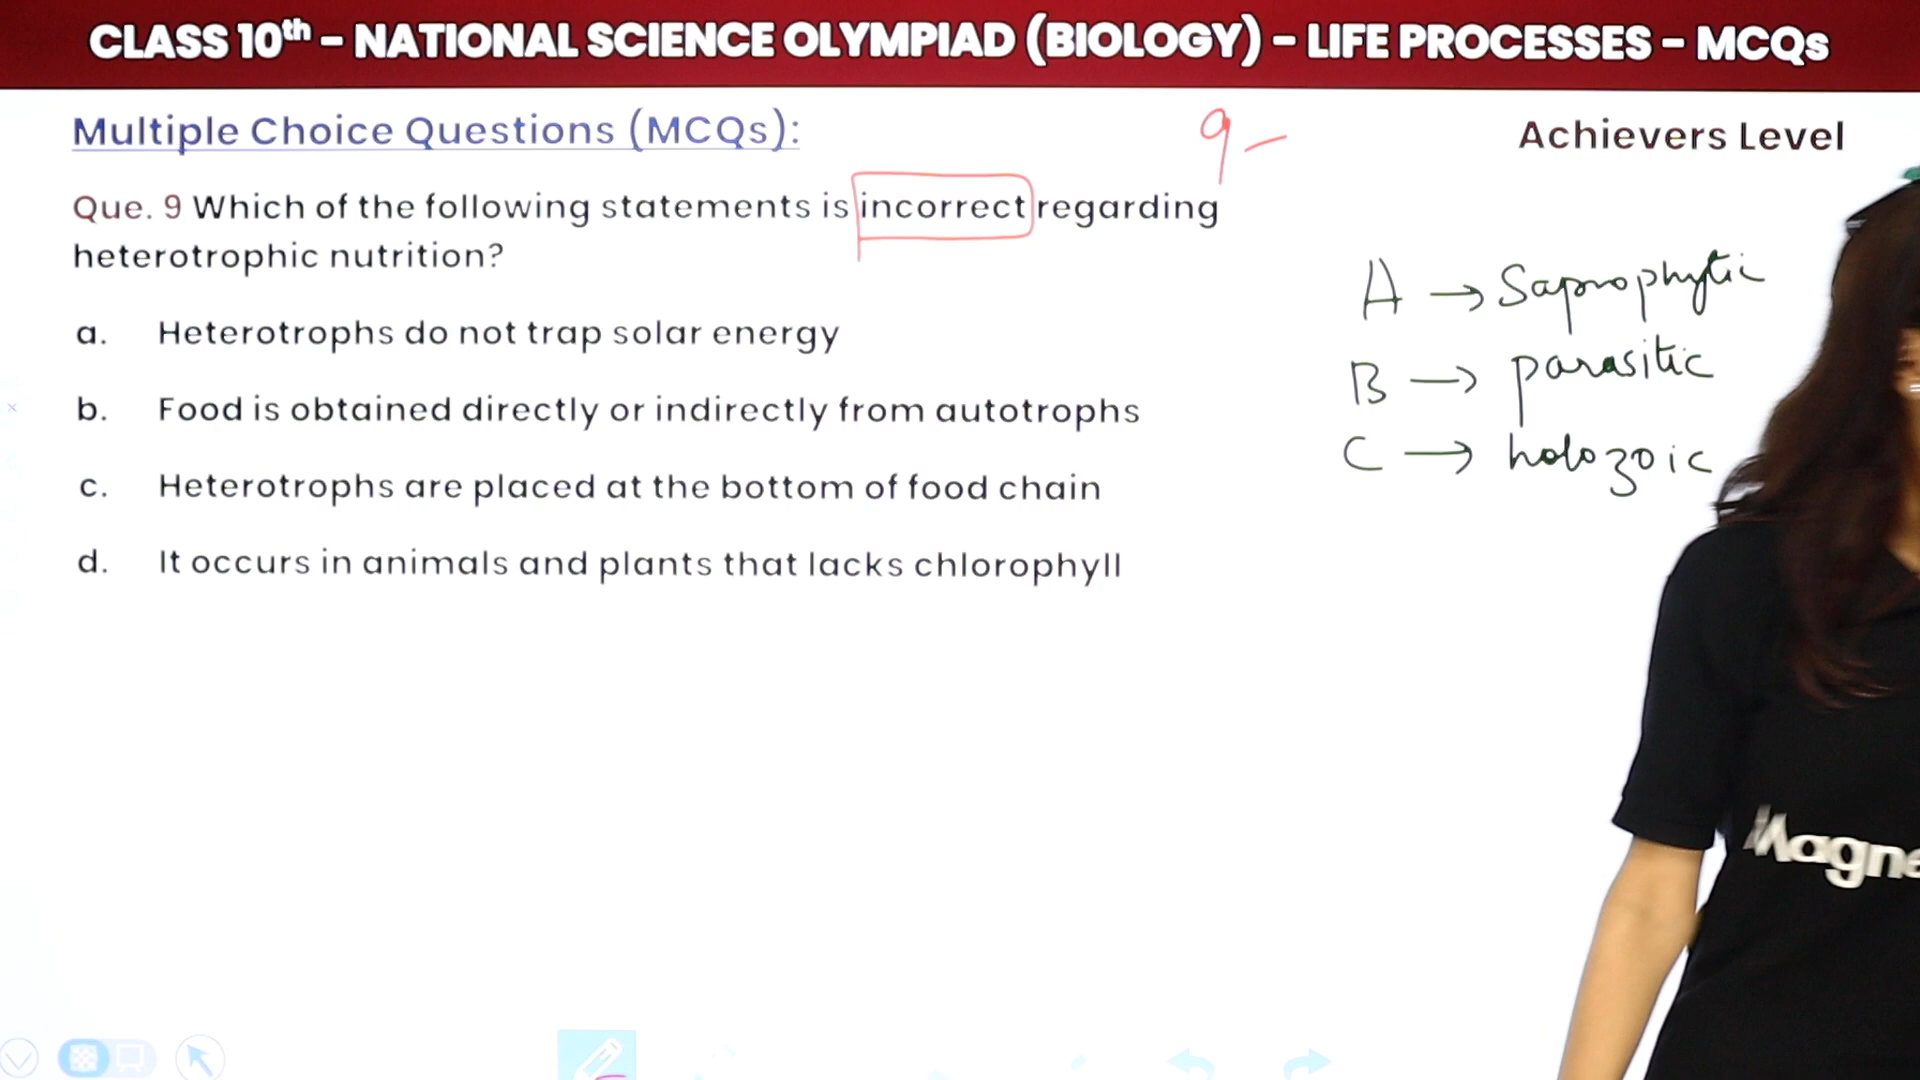 CLASS 10th - NATIONAL SCIENCE OLYMPIAD (BIOLOGY) - LIFE PROCESSES - MCQs
Multiple Choice Questions (MCQs):
9-
Achievers Level
Que. 9 Which of the following statements is incorrect regarding
heterotrophic nutrition?
a. Heterotrophs do not trap solar energy
b. Food is obtained directly or indirectly from autotrophs
c. Heterotrophs are placed at the bottom of food chain
d. It occurs in animals and plants that lacks chlorophyll
A → Saprophytic
B → parasitic
C → holozoic
Magne